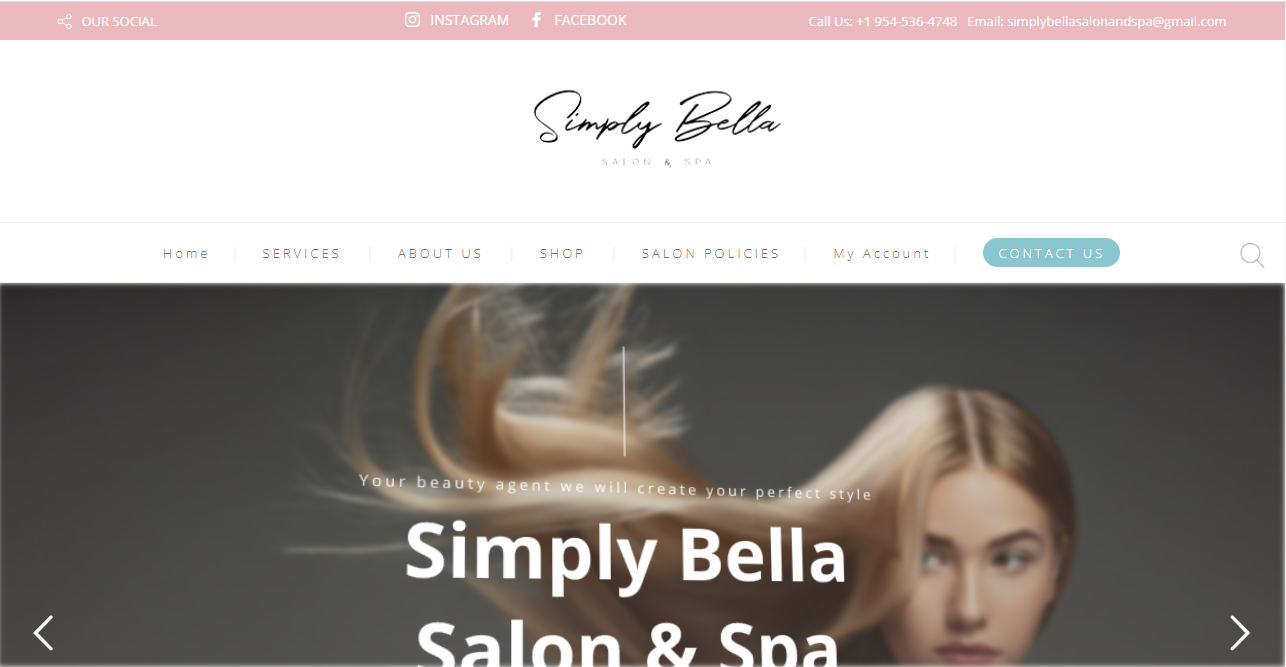 OUR SOCIAL INSTAGRAM FACEBOOK Call Us: +1 954-536-4748 Email: simplybellasalonandspa@gmail.com
Simply Bella
SALON & SPA
Home SERVICES ABOUT US SHOP SALON POLICIES My Account CONTACT US
Your beauty agent we will create your perfect style
Simply Bella
Salon & Spa